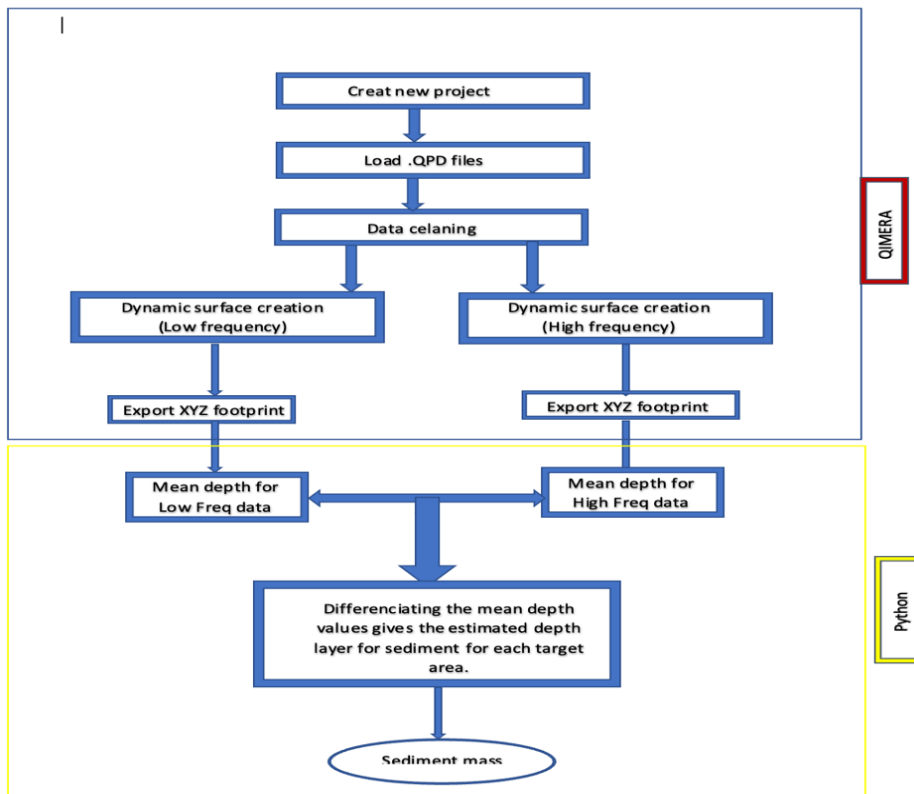 Creat new project
Load .QPD files
Data celaning
Dynamic surface creation
(Low frequency)
Dynamic surface creation
(High frequency)
QIMERA
Export XYZ footprint
Export XYZ footprint
Mean depth for
Low Freq data
Mean depth for
High Freq data
Differenciating the mean depth
values gives the estimated depth
layer for sediment for each target
area.
Python
Sediment mass